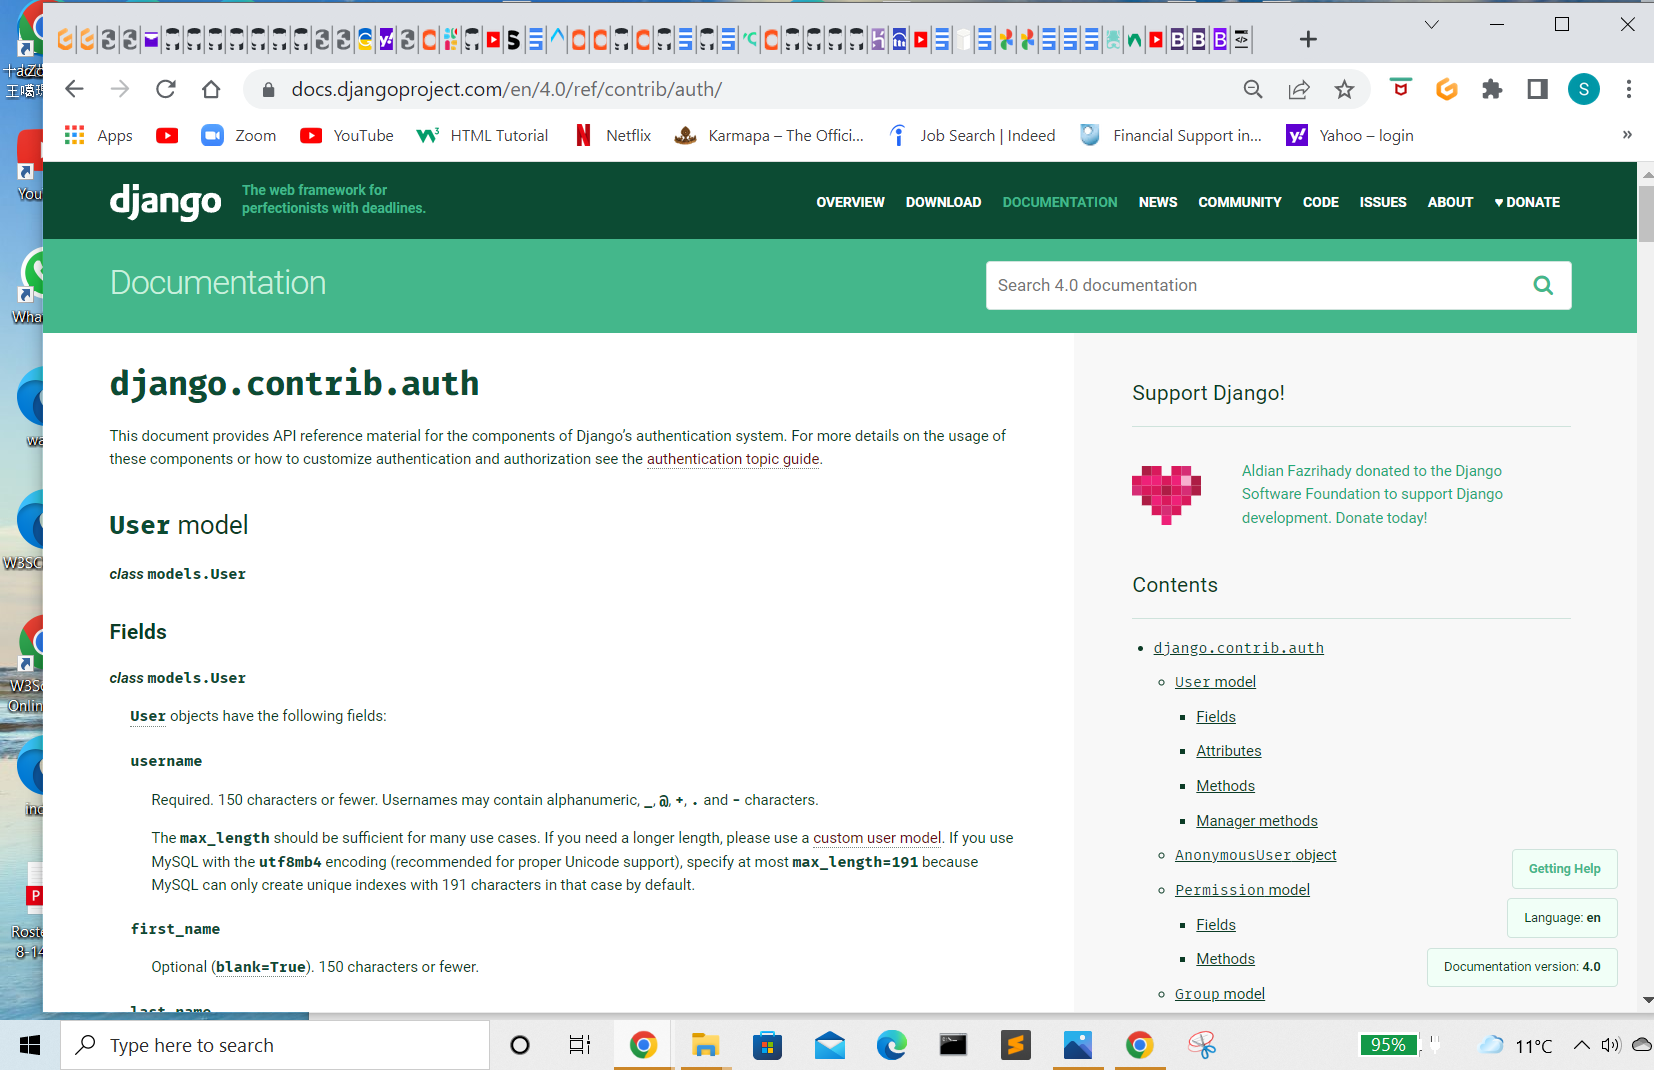 docs.djangoproject.com/en/4.0/ref/contrib/auth/
S
Apps
Zoom
YouTube
HTML Tutorial
Netflix
Karmapa – The Offici...
Job Search | Indeed
Financial Support in...
Yahoo – login
»
django
The web framework for
perfectionists with deadlines.
OVERVIEW DOWNLOAD DOCUMENTATION NEWS COMMUNITY CODE ISSUES ABOUT ♥ DONATE
Documentation
Search 4.0 documentation
django.contrib.auth
This document provides API reference material for the components of Django’s authentication system. For more details on the usage of
these components or how to customize authentication and authorization see the authentication topic guide.
User model
class models.User
Fields
class models.User
User objects have the following fields:
username
Required. 150 characters or fewer. Usernames may contain alphanumeric, _, @, +, . and - characters.
The max_length should be sufficient for many use cases. If you need a longer length, please use a custom user model. If you use
MySQL with the utf8mb4 encoding (recommended for proper Unicode support), specify at most max_length=191 because
MySQL can only create unique indexes with 191 characters in that case by default.
first_name
Optional (blank=True). 150 characters or fewer.
last_name
Support Django!
Aldian Fazrihady donated to the Django
Software Foundation to support Django
development. Donate today!
Contents
django.contrib.auth
User model
Fields
Attributes
Methods
Manager methods
AnonymousUser object
Permission model
Fields
Methods
Group model
Getting Help
Language: en
Documentation version: 4.0
You
Wha
wa
W3SC
W3Sc
Onlin
inc
Roste
8-14
Type here to search
95%
11°C